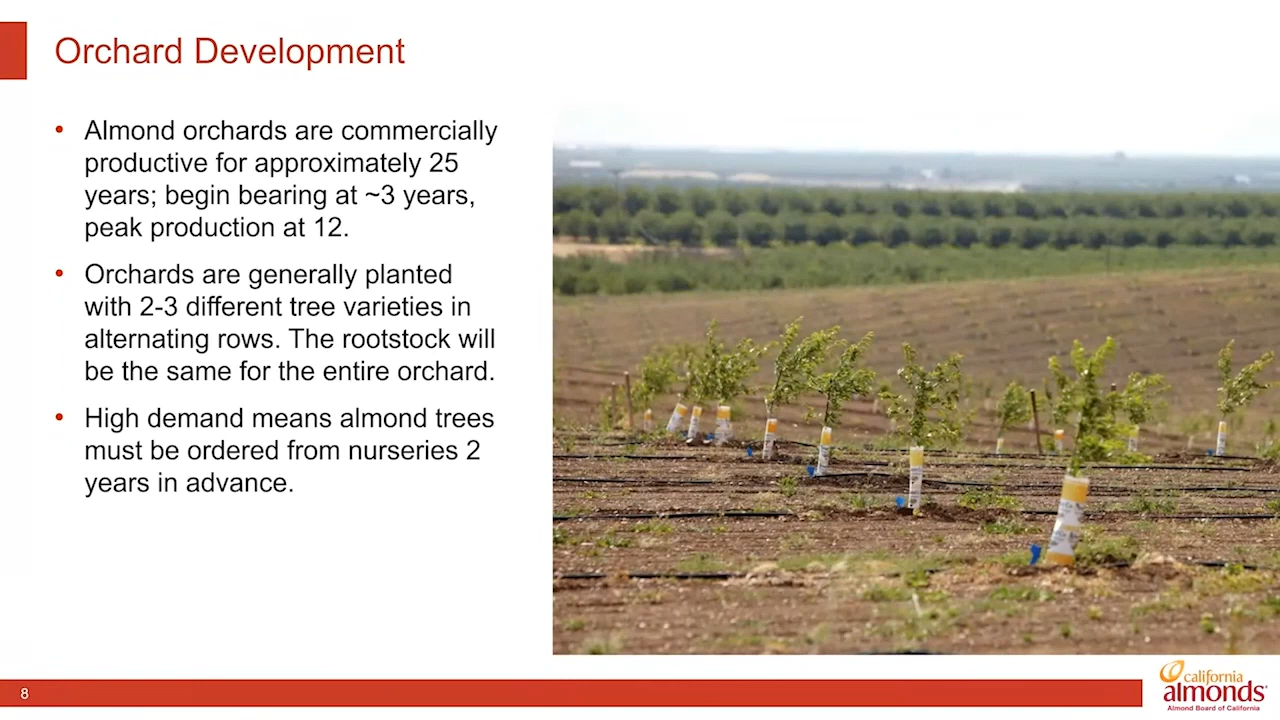 Orchard Development
• Almond orchards are commercially
productive for approximately 25
years; begin bearing at ~3 years,
peak production at 12.
• Orchards are generally planted
with 2-3 different tree varieties in
alternating rows. The rootstock will
be the same for the entire orchard.
• High demand means almond trees
must be ordered from nurseries 2
years in advance.
8
california
almonds®
Almond Board of California